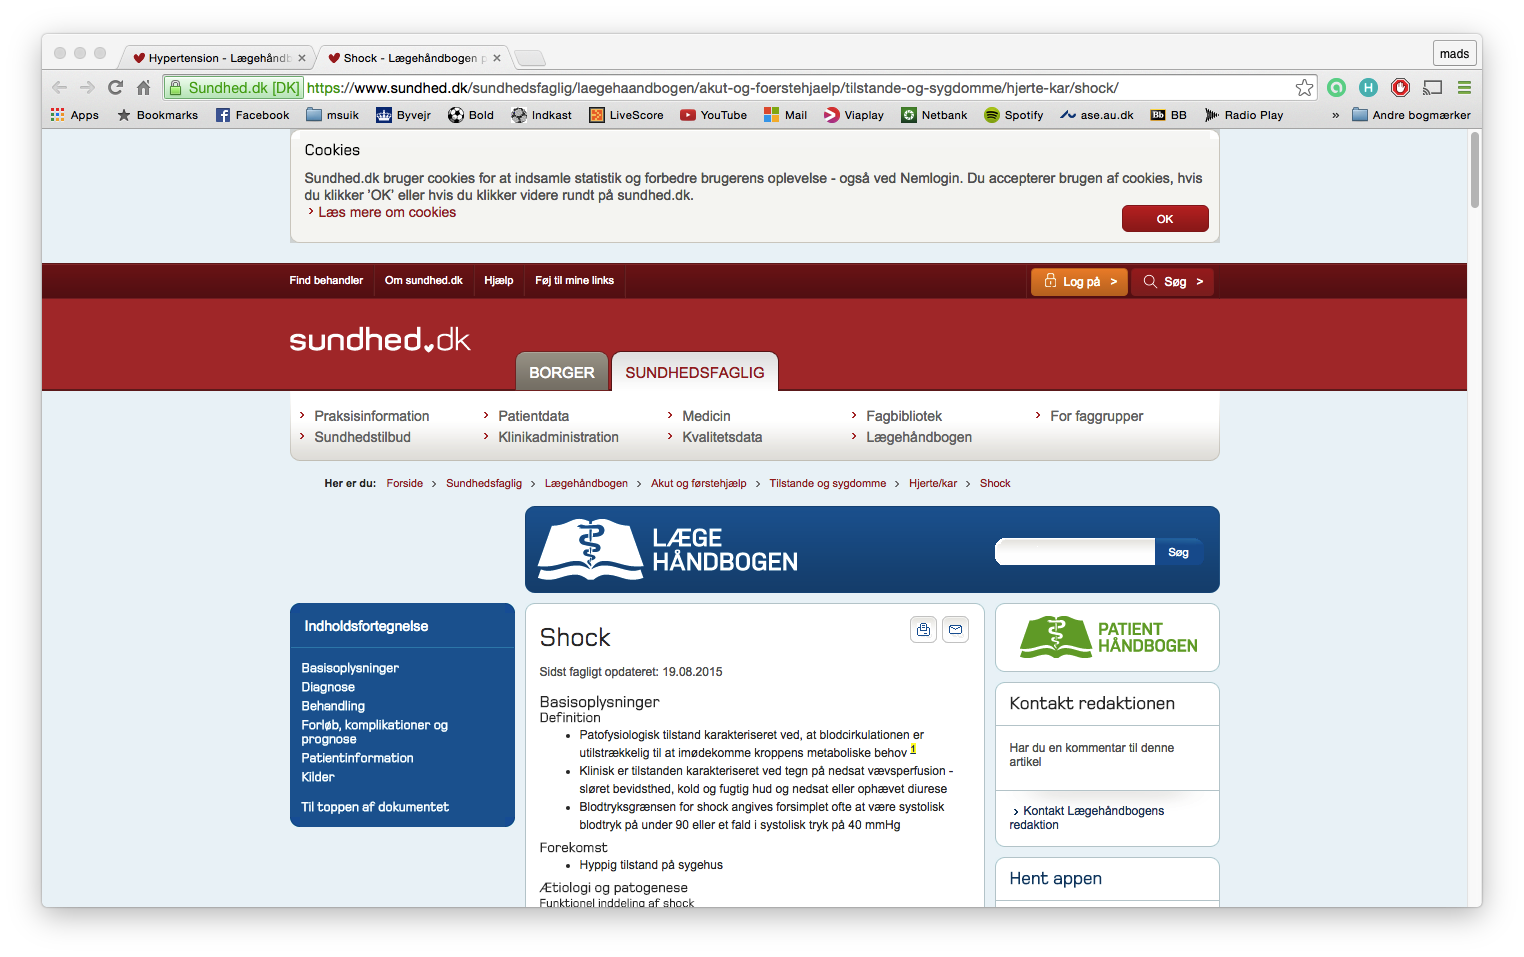 Hypertension - Lægehåndb
Shock - Lægehåndbogen p
mads
Sundhed.dk [DK] https://www.sundhed.dk/sundhedsfaglig/laegehaandbogen/akut-og-foerstehjaelp/tilstande-og-sygdomme/hjerte-kar/shock/
Apps Bookmarks Facebook msuik Byvejr Bold Indkast LiveScore YouTube Mail Viaplay Netbank Spotify ase.au.dk BB Radio Play » Andre bogmærker
Cookies
Sundhed.dk bruger cookies for at indsamle statistik og forbedre brugerens oplevelse - også ved Nemlogin. Du accepterer brugen af cookies, hvis
du klikker 'OK' eller hvis du klikker videre rundt på sundhed.dk.
› Læs mere om cookies
OK
Find behandler Om sundhed.dk Hjælp Føj til mine links Log på > Søg >
sundhed.dk
BORGER SUNDHEDSFAGLIG
› Praksisinformation › Patientdata › Medicin › Fagbibliotek › For faggrupper
› Sundhedstilbud › Klinikadministration › Kvalitetsdata › Lægehåndbogen
Her er du: Forside › Sundhedsfaglig › Lægehåndbogen › Akut og førstehjælp › Tilstande og sygdomme › Hjerte/kar › Shock
LÆGE
HÅNDBOGEN
Søg
Indholdsfortegnelse
Basisoplysninger
Diagnose
Behandling
Forløb, komplikationer og
prognose
Patientinformation
Kilder
Til toppen af dokumentet
Shock
Sidst fagligt opdateret: 19.08.2015
Basisoplysninger
Definition
• Patofysiologisk tilstand karakteriseret ved, at blodcirkulationen er
utilstrækkelig til at imødekomme kroppens metaboliske behov 1
• Klinisk er tilstanden karakteriseret ved tegn på nedsat vævsperfusion -
sløret bevidsthed, kold og fugtig hud og nedsat eller ophævet diurese
• Blodtryksgrænsen for shock angives forsimplet ofte at være systolisk
blodtryk på under 90 eller et fald i systolisk tryk på 40 mmHg
Forekomst
• Hyppig tilstand på sygehus
Ætiologi og patogenese
Funktionel inddeling af shock
PATIENT
HÅNDBOGEN
Kontakt redaktionen
Har du en kommentar til denne
artikel
› Kontakt Lægehåndbogens
redaktion
Hent appen